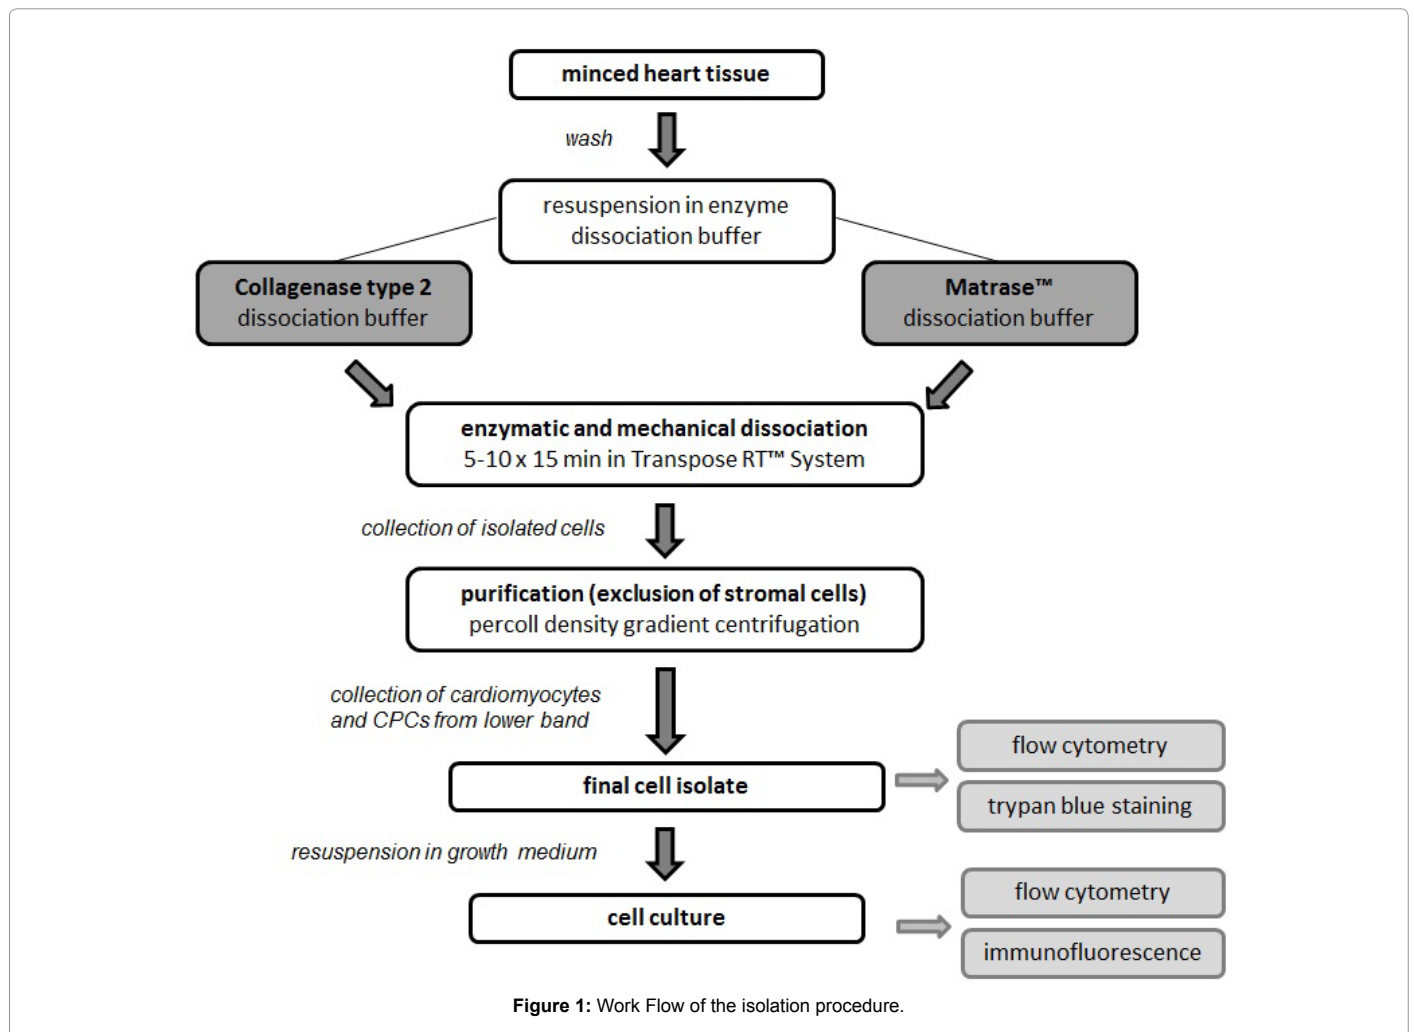 minced heart tissue
wash
resuspension in enzyme
dissociation buffer
Collagenase type 2
dissociation buffer
Matrase™
dissociation buffer
enzymatic and mechanical dissociation
5-10 x 15 min in Transpose RT™ System
collection of isolated cells
purification (exclusion of stromal cells)
percoll density gradient centrifugation
collection of cardiomyocytes
and CPCs from lower band
final cell isolate
flow cytometry
trypan blue staining
resuspension in growth medium
cell culture
flow cytometry
immunofluorescence
Figure 1: Work Flow of the isolation procedure.